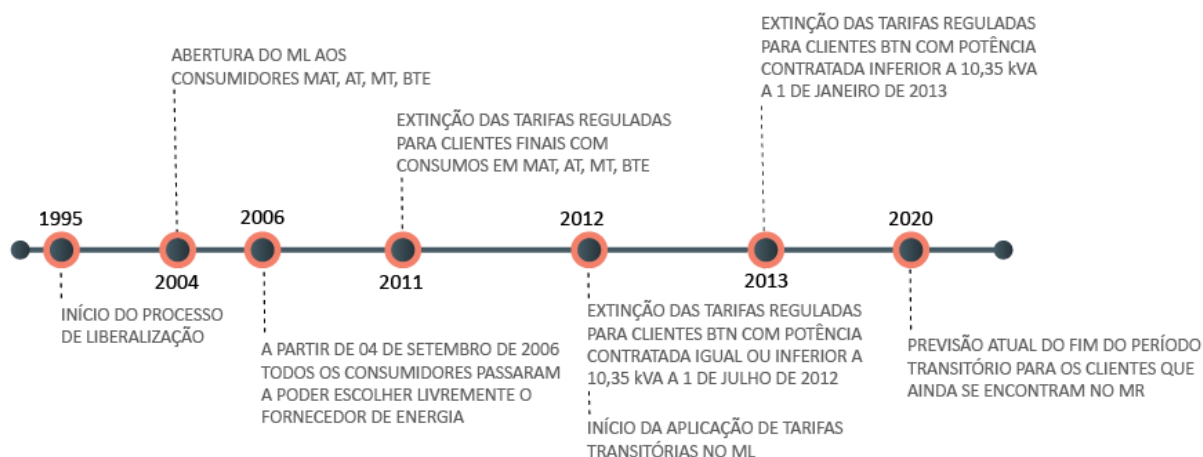 1995
INÍCIO DO PROCESSO
DE LIBERALIZAÇÃO
ABERTURA DO ML AOS
CONSUMIDORES MAT, AT, MT, BTE
2004
2006
A PARTIR DE 04 DE SETEMBRO DE 2006
TODOS OS CONSUMIDORES PASSARAM
A PODER ESCOLHER LIVREMENTE O
FORNECEDOR DE ENERGIA
EXTINÇÃO DAS TARIFAS REGULADAS
PARA CLIENTES FINAIS COM
CONSUMOS EM MAT, AT, MT, BTE
2011
2012
EXTINÇÃO DAS TARIFAS REGULADAS
PARA CLIENTES BTN COM POTÊNCIA
CONTRATADA IGUAL OU INFERIOR A
10,35 kVA A 1 DE JULHO DE 2012
INÍCIO DA APLICAÇÃO DE TARIFAS
TRANSITÓRIAS NO ML
EXTINÇÃO DAS TARIFAS REGULADAS
PARA CLIENTES BTN COM POTÊNCIA
CONTRATADA INFERIOR A 10,35 kVA
A 1 DE JANEIRO DE 2013
2013
2020
PREVISÃO ATUAL DO FIM DO PERÍODO
TRANSITÓRIO PARA OS CLIENTES QUE
AINDA SE ENCONTRAM NO MR